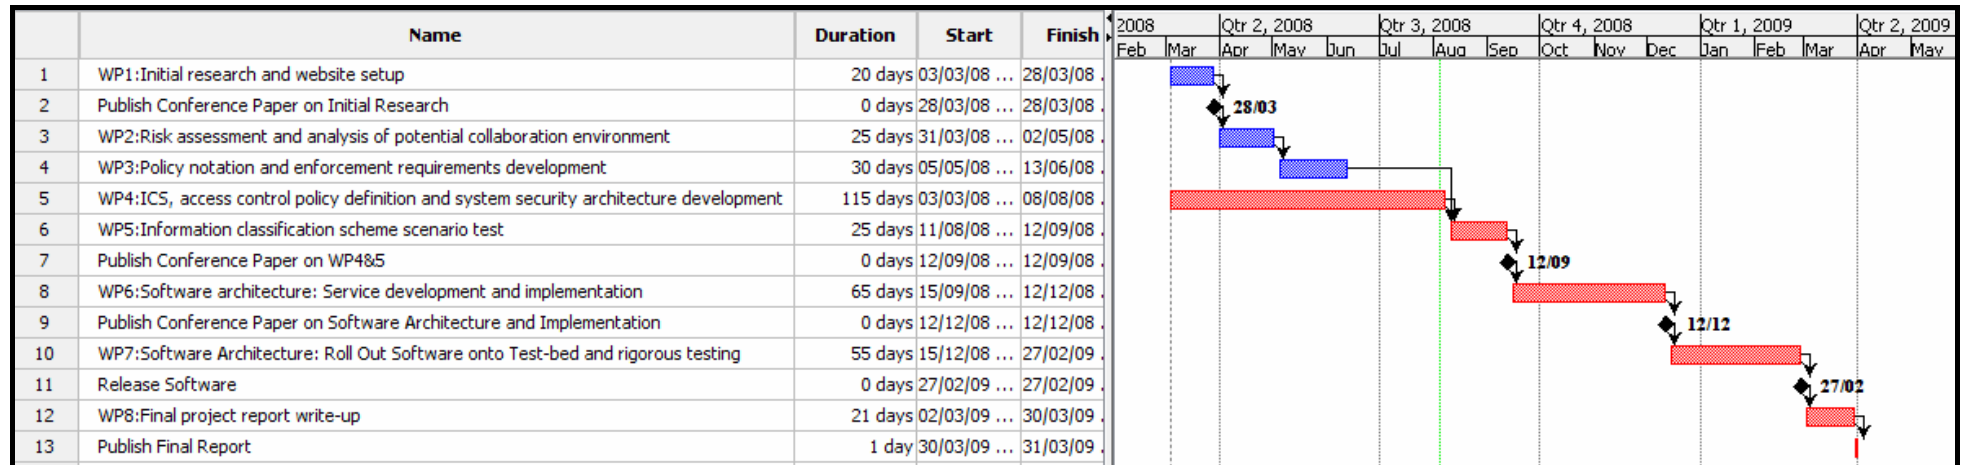 Name Duration Start Finish
2008 Qtr 2, 2008 Qtr 3, 2008 Qtr 4, 2008 Qtr 1, 2009 Qtr 2, 2009
Feb Mar Apr May Jun Jul Aug Sep Oct Nov Dec Jan Feb Mar Apr May
1 WP1:Initial research and website setup 20 days 03/03/08 ... 28/03/08 .
2 Publish Conference Paper on Initial Research 0 days 28/03/08 ... 28/03/08 . 28/03
3 WP2:Risk assessment and analysis of potential collaboration environment 25 days 31/03/08 ... 02/05/08 .
4 WP3:Policy notation and enforcement requirements development 30 days 05/05/08 ... 13/06/08 .
5 WP4:ICS, access control policy definition and system security architecture development 115 days 03/03/08 ... 08/08/08 .
6 WP5:Information classification scheme scenario test 25 days 11/08/08 ... 12/09/08 .
7 Publish Conference Paper on WP4&5 0 days 12/09/08 ... 12/09/08 . 12/09
8 WP6:Software architecture: Service development and implementation 65 days 15/09/08 ... 12/12/08 .
9 Publish Conference Paper on Software Architecture and Implementation 0 days 12/12/08 ... 12/12/08 . 12/12
10 WP7:Software Architecture: Roll Out Software onto Test-bed and rigorous testing 55 days 15/12/08 ... 27/02/09 .
11 Release Software 0 days 27/02/09 ... 27/02/09 . 27/02
12 WP8:Final project report write-up 21 days 02/03/09 ... 30/03/09 .
13 Publish Final Report 1 day 30/03/09 ... 31/03/09 .